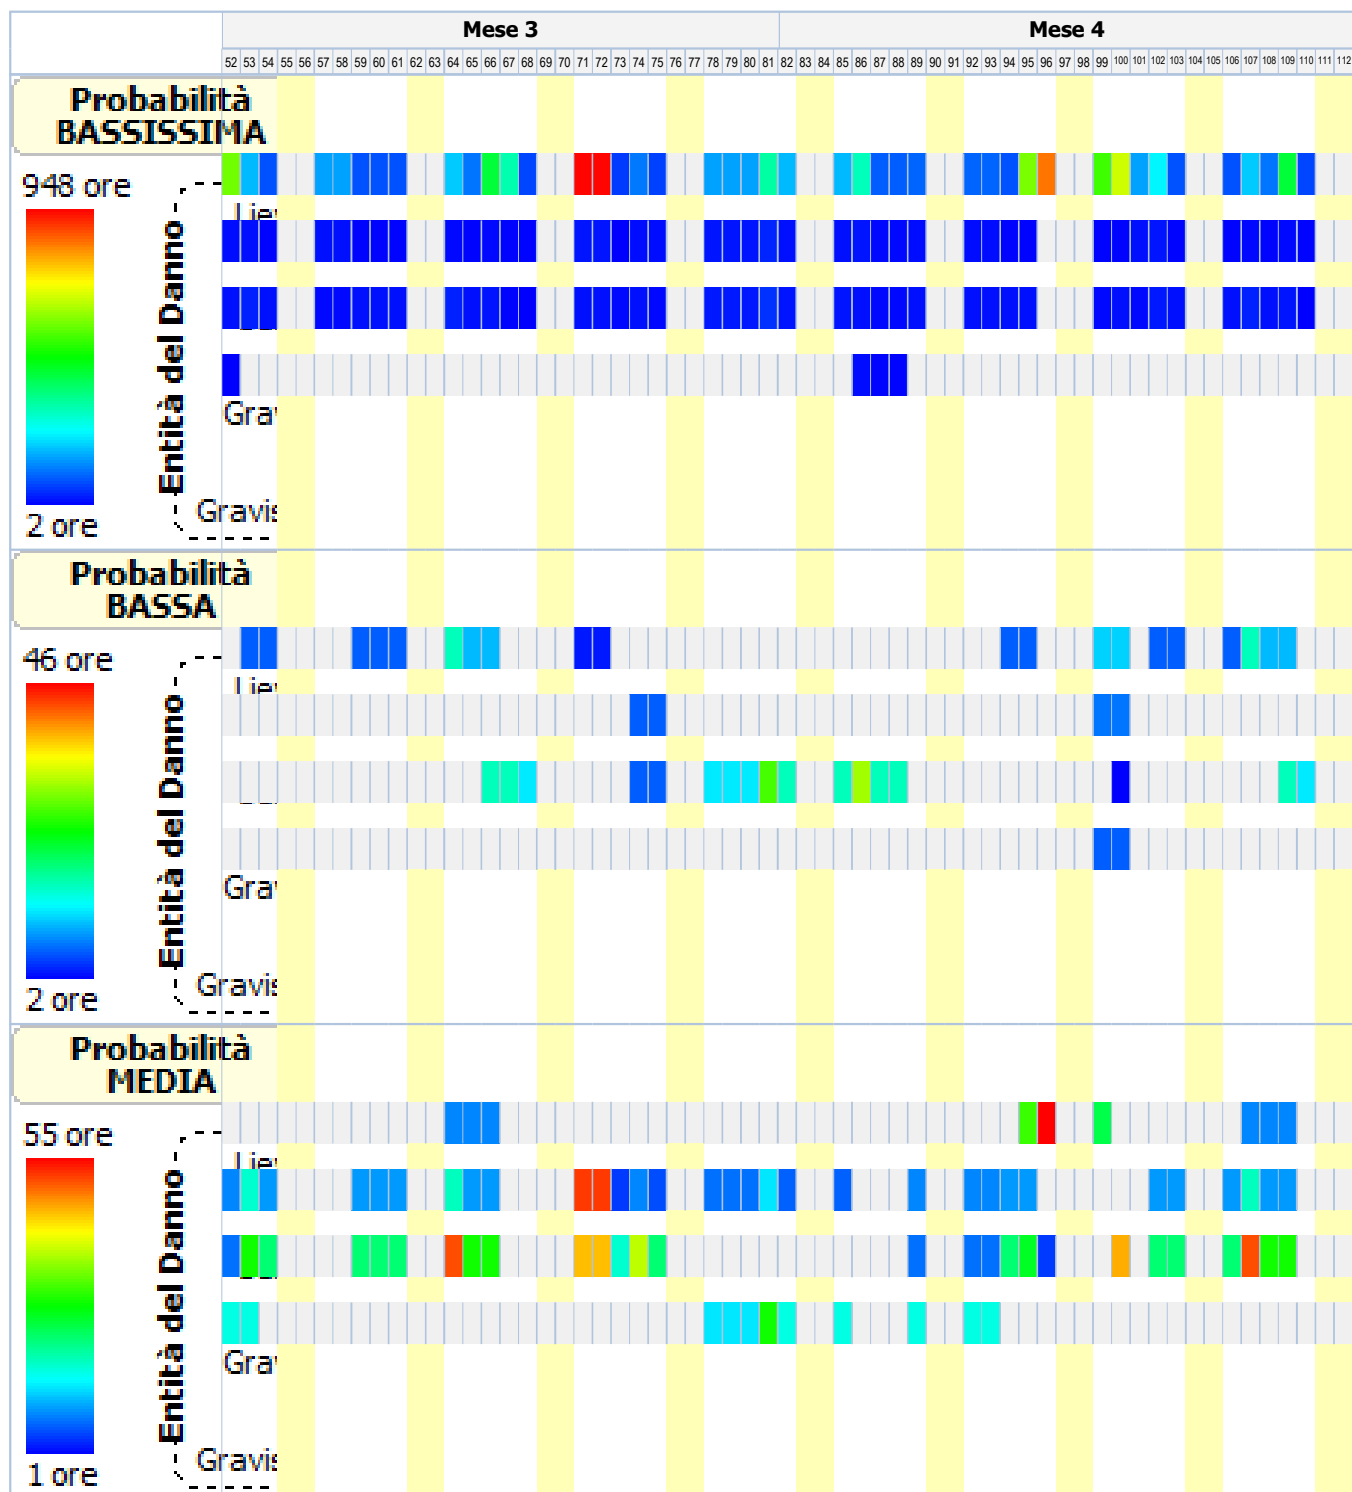 Mese 3 Mese 4
52 53 54 55 56 57 58 59 60 61 62 63 64 65 66 67 68 69 70 71 72 73 74 75 76 77 78 79 80 81 82 83 84 85 86 87 88 89 90 91 92 93 94 95 96 97 98 99 100 101 102 103 104 105 106 107 108 109 110 111 112
Probabilità
BASSISSIMA
948 ore
Entità del Danno
2 ore
Probabilità
BASSA
46 ore
Entità del Danno
2 ore
Probabilità
MEDIA
55 ore
Entità del Danno
1 ore